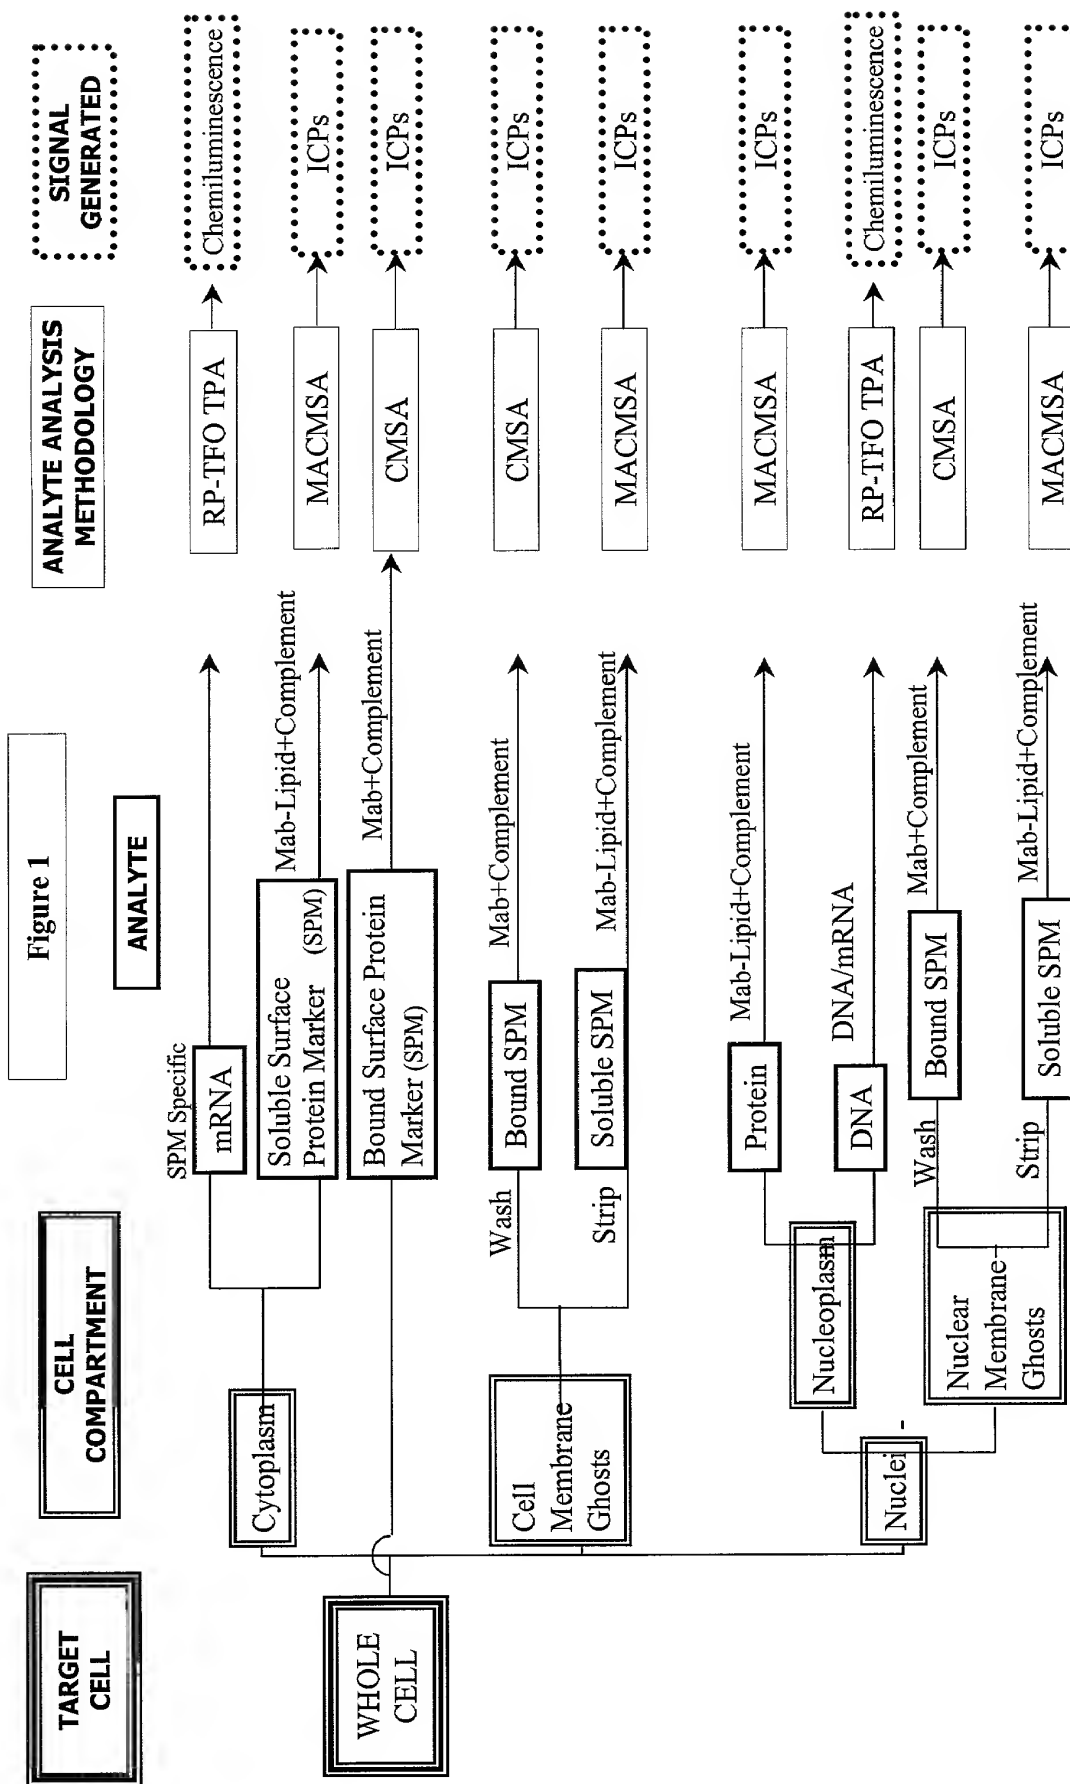 Figure 1
TARGET
CELL
CELL
COMPARTMENT
ANALYTE
ANALYTE ANALYSIS
METHODOLOGY
SIGNAL
GENERATED
WHOLE
CELL
Cytoplasm
SPM Specific
mRNA
RP-TFO TPA
Chemiluminescence
Soluble Surface
Protein Marker (SPM)
Mab-Lipid+Complement
MACMSA
ICPs
Bound Surface Protein
Marker (SPM)
Mab+Complement
CMSA
ICPs
Cell
Membrane
Ghosts
Wash
Bound SPM
Mab+Complement
CMSA
ICPs
Strip
Soluble SPM
Mab-Lipid+Complement
MACMSA
ICPs
Nuclei
Nucleoplasm
Protein
Mab-Lipid+Complement
MACMSA
ICPs
DNA
DNA/mRNA
RP-TFO TPA
Chemiluminescence
Nuclear
Membrane
Ghosts
Wash
Bound SPM
Mab+Complement
CMSA
ICPs
Strip
Soluble SPM
Mab-Lipid+Complement
MACMSA
ICPs